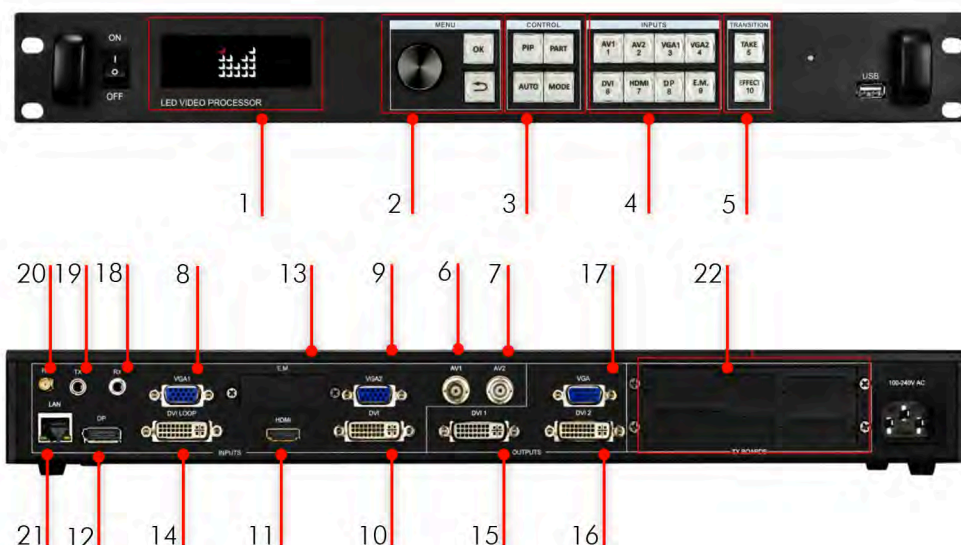 MENU CONTROL INPUTS TRANSITION
ON
OFF
LED VIDEO PROCESSOR
OK
PIP PART
AUTO MODE
AV1 1 AV2 2 VGA1 3 VGA2 4
DVI 6 HDMI 7 DP 8 E.M. 9
TAKE 5
EFFECT 10
USB
1 2 3 4 5
20 19 18 8 13 9 6 7 17 22
TX RX VGA1 E.M. VGA2 AV1 AV2 VGA
100-240V AC
LAN DP DVI LOOP HDMI DVI DVI 1 DVI 2
INPUTS OUTPUTS TX BOARDS
21 12 14 11 10 15 16